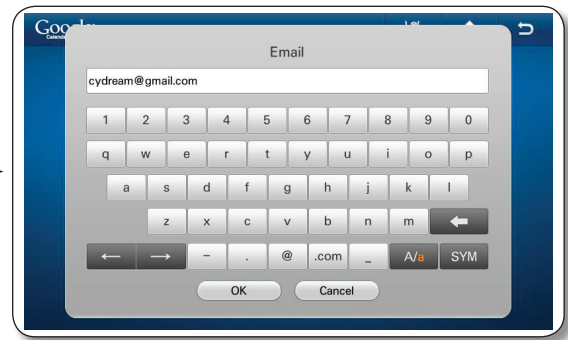 Email
cydream@gmail.com
1 2 3 4 5 6 7 8 9 0
q w e r t y u i o p
a s d f g h j k l
z x c v b n m
- . @ .com _ A/a SYM
OK Cancel